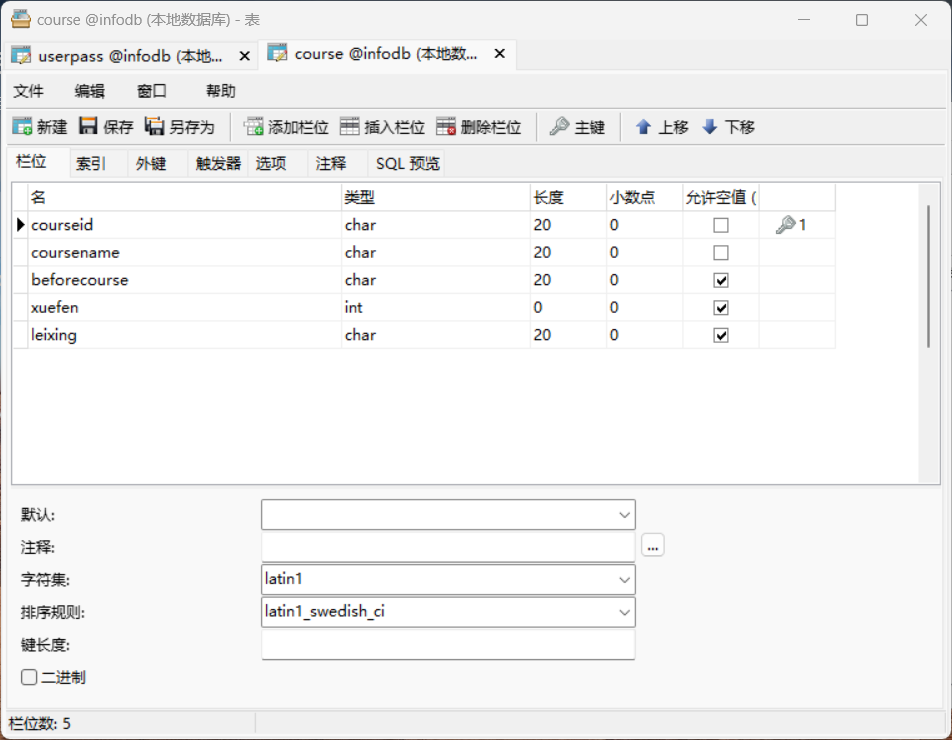 course @infodb (本地数据库) - 表
userpass @infodb (本地... course @infodb (本地数...
文件 编辑 窗口 帮助
新建 保存 另存为 添加栏位 插入栏位 删除栏位 主键 上移 下移
栏位 索引 外键 触发器 选项 注释 SQL 预览
名 类型 长度 小数点 允许空值 (
courseid char 20 0 1
coursename char 20 0
beforecourse char 20 0
xuefen int 0 0
leixing char 20 0
默认:
注释: ...
字符集: latin1
排序规则: latin1_swedish_ci
键长度:
二进制
栏位数: 5